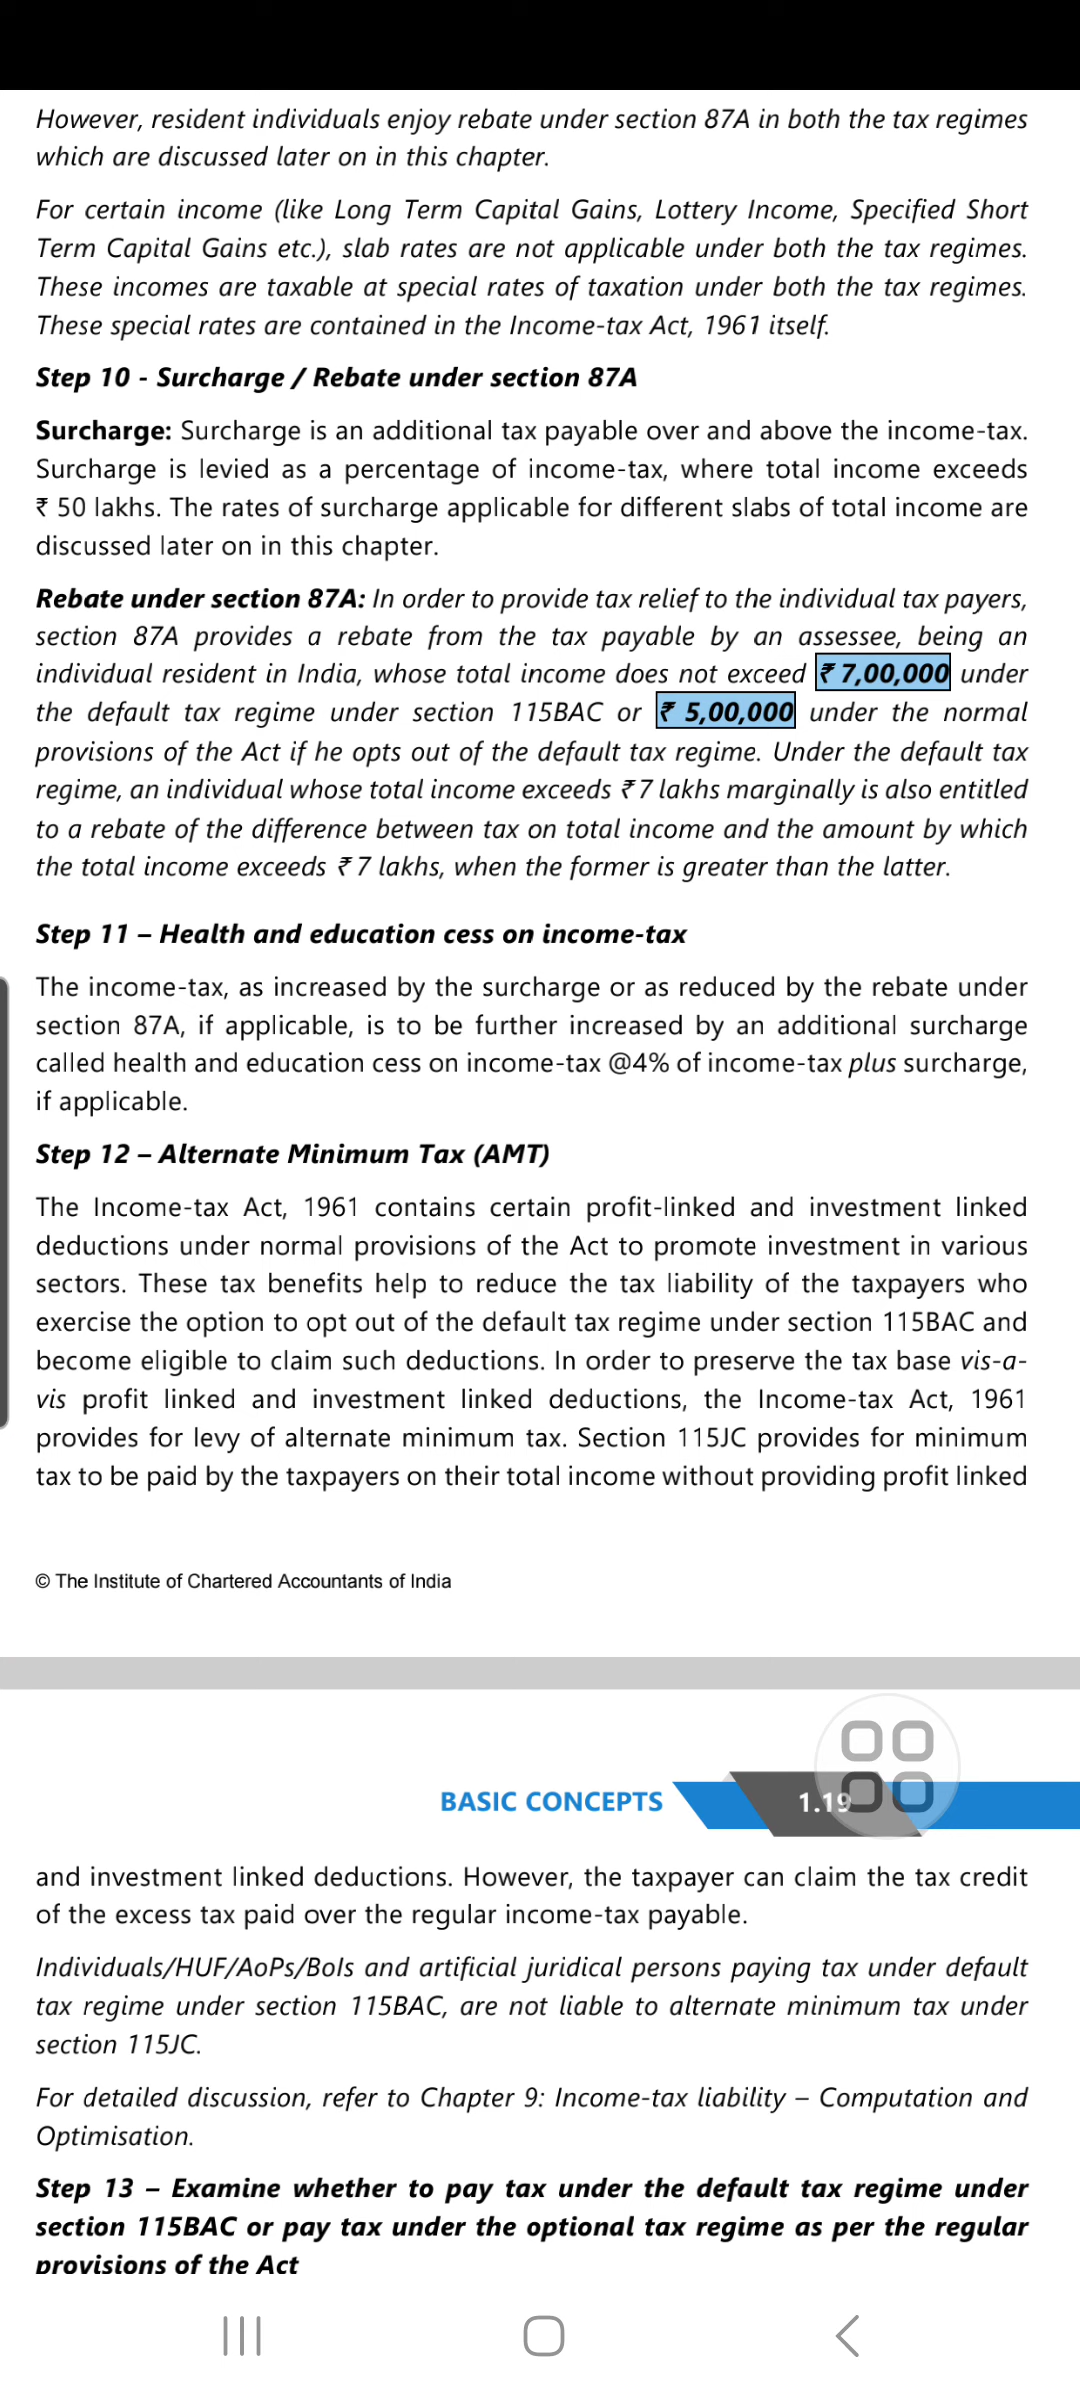 However, resident individuals enjoy rebate under section 87A in both the tax regimes
which are discussed later on in this chapter.
For certain income (like Long Term Capital Gains, Lottery Income, Specified Short
Term Capital Gains etc.), slab rates are not applicable under both the tax regimes.
These incomes are taxable at special rates of taxation under both the tax regimes.
These special rates are contained in the Income-tax Act, 1961 itself.
Step 10 - Surcharge / Rebate under section 87A
Surcharge: Surcharge is an additional tax payable over and above the income-tax.
Surcharge is levied as a percentage of income-tax, where total income exceeds
₹ 50 lakhs. The rates of surcharge applicable for different slabs of total income are
discussed later on in this chapter.
Rebate under section 87A: In order to provide tax relief to the individual tax payers,
section 87A provides a rebate from the tax payable by an assessee, being an
individual resident in India, whose total income does not exceed ₹ 7,00,000 under
the default tax regime under section 115BAC or ₹ 5,00,000 under the normal
provisions of the Act if he opts out of the default tax regime. Under the default tax
regime, an individual whose total income exceeds ₹ 7 lakhs marginally is also entitled
to a rebate of the difference between tax on total income and the amount by which
the total income exceeds ₹ 7 lakhs, when the former is greater than the latter.
Step 11 – Health and education cess on income-tax
The income-tax, as increased by the surcharge or as reduced by the rebate under
section 87A, if applicable, is to be further increased by an additional surcharge
called health and education cess on income-tax @4% of income-tax plus surcharge,
if applicable.
Step 12 – Alternate Minimum Tax (AMT)
The Income-tax Act, 1961 contains certain profit-linked and investment linked
deductions under normal provisions of the Act to promote investment in various
sectors. These tax benefits help to reduce the tax liability of the taxpayers who
exercise the option to opt out of the default tax regime under section 115BAC and
become eligible to claim such deductions. In order to preserve the tax base vis-a-
vis profit linked and investment linked deductions, the Income-tax Act, 1961
provides for levy of alternate minimum tax. Section 115JC provides for minimum
tax to be paid by the taxpayers on their total income without providing profit linked
© The Institute of Chartered Accountants of India
BASIC CONCEPTS 1.19
and investment linked deductions. However, the taxpayer can claim the tax credit
of the excess tax paid over the regular income-tax payable.
Individuals/HUF/AoPs/BoIs and artificial juridical persons paying tax under default
tax regime under section 115BAC, are not liable to alternate minimum tax under
section 115JC.
For detailed discussion, refer to Chapter 9: Income-tax liability – Computation and
Optimisation.
Step 13 – Examine whether to pay tax under the default tax regime under
section 115BAC or pay tax under the optional tax regime as per the regular
provisions of the Act